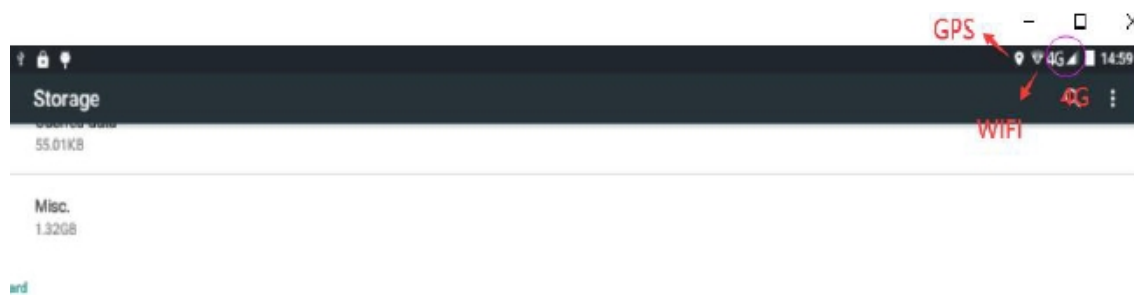 GPS
4G 14:59
Storage
4G
WIFI
55.01KB
Misc.
1.32GB
ard